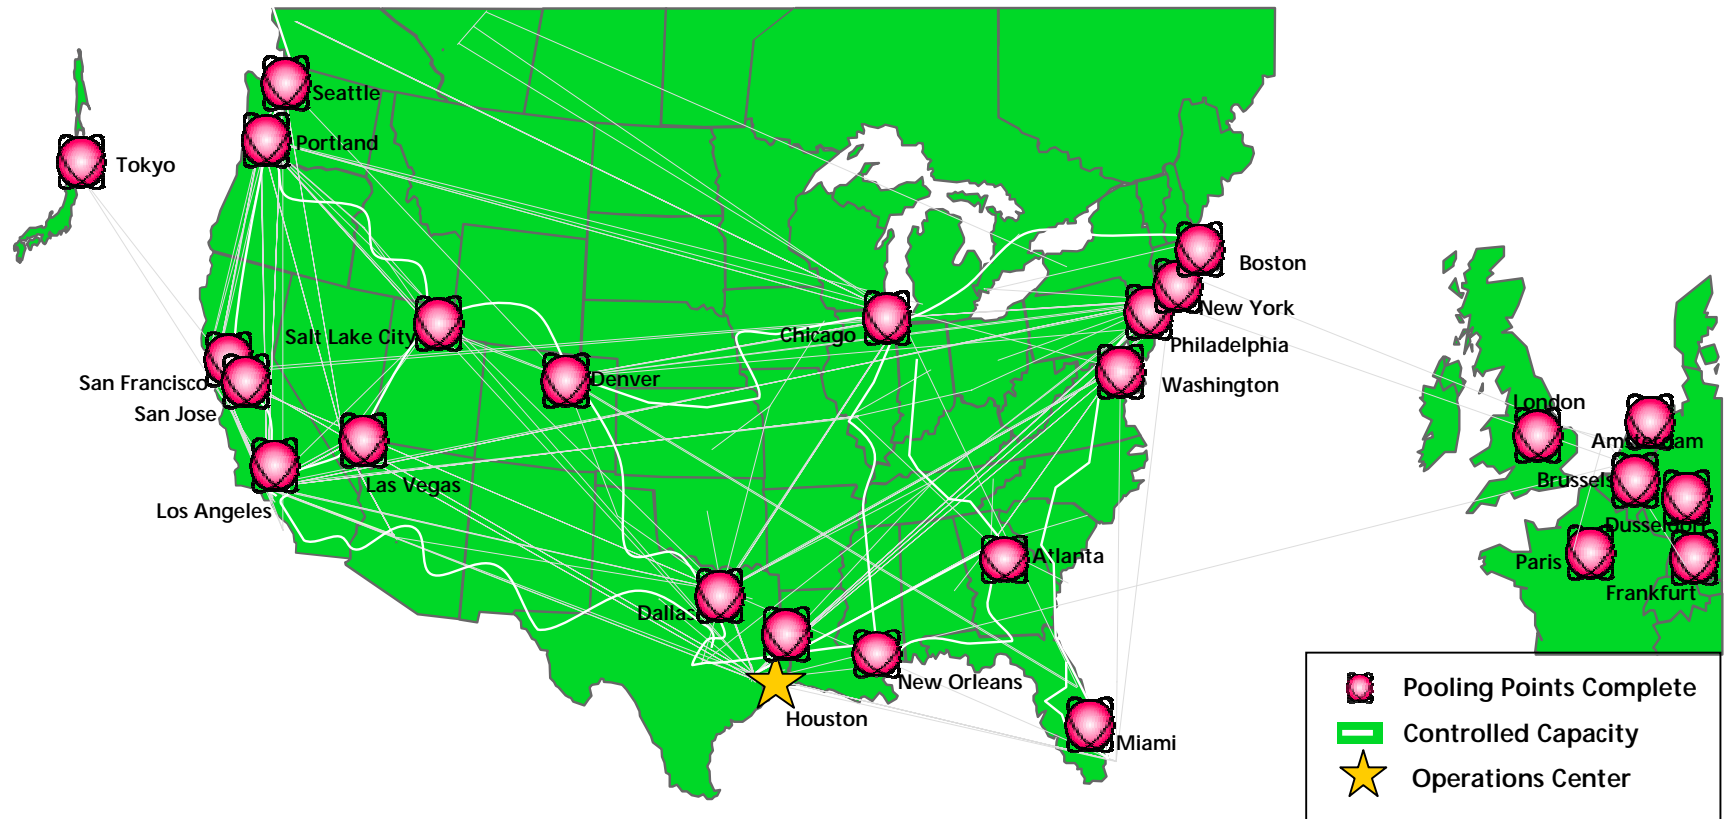 Seattle
Portland
Tokyo
Boston
New York
Salt Lake City
Chicago
Philadelphia
Denver
San Francisco
Washington
San Jose
London
Amsterdam
Las Vegas
Brussels
Los Angeles
Dusseldorf
Atlanta
Paris
Frankfurt
Dallas
New Orleans
Houston
Miami
Pooling Points Complete
Controlled Capacity
Operations Center